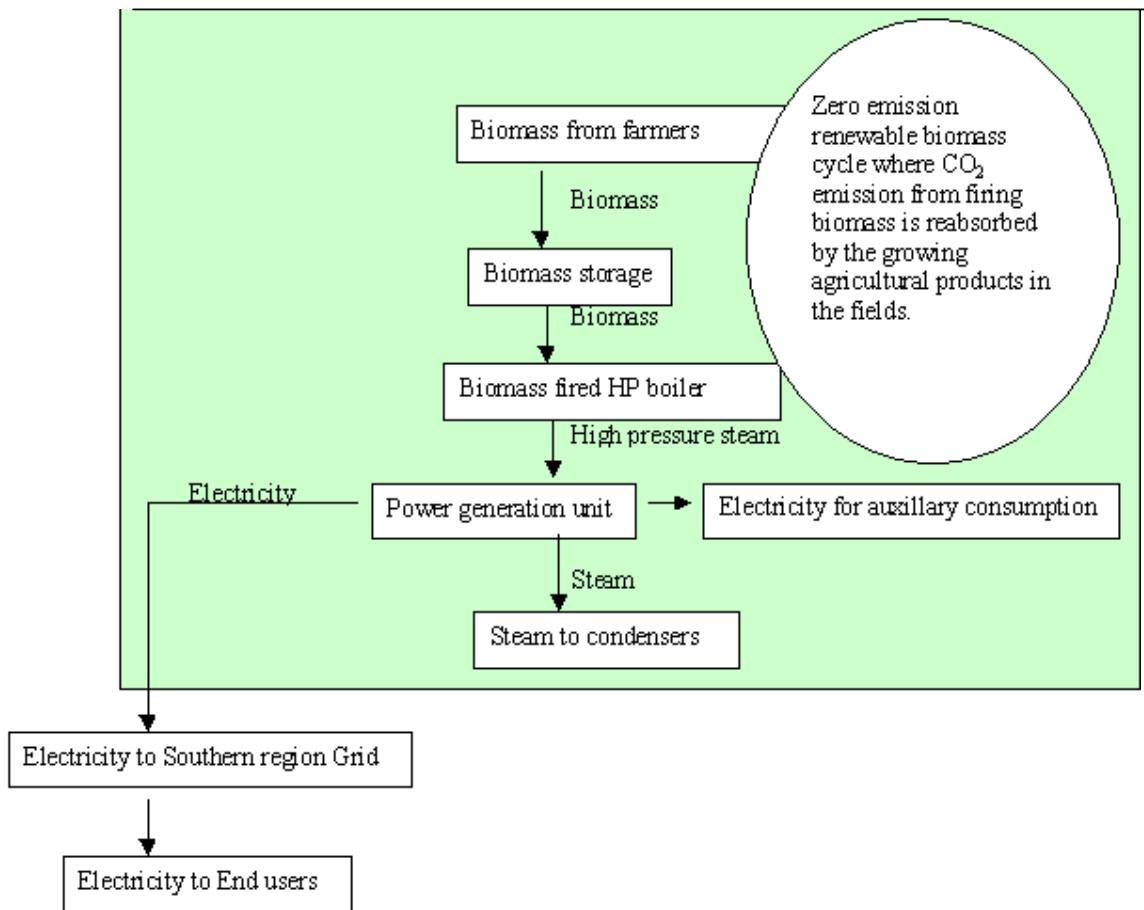 Biomass from farmers
Zero emission
renewable biomass
cycle where CO₂
emission from firing
biomass is reabsorbed
by the growing
agricultural products in
the fields.
Biomass
Biomass storage
Biomass
Biomass fired HP boiler
High pressure steam
Electricity
Power generation unit
Electricity for auxillary consumption
Steam
Steam to condensers
Electricity to Southern region Grid
Electricity to End users